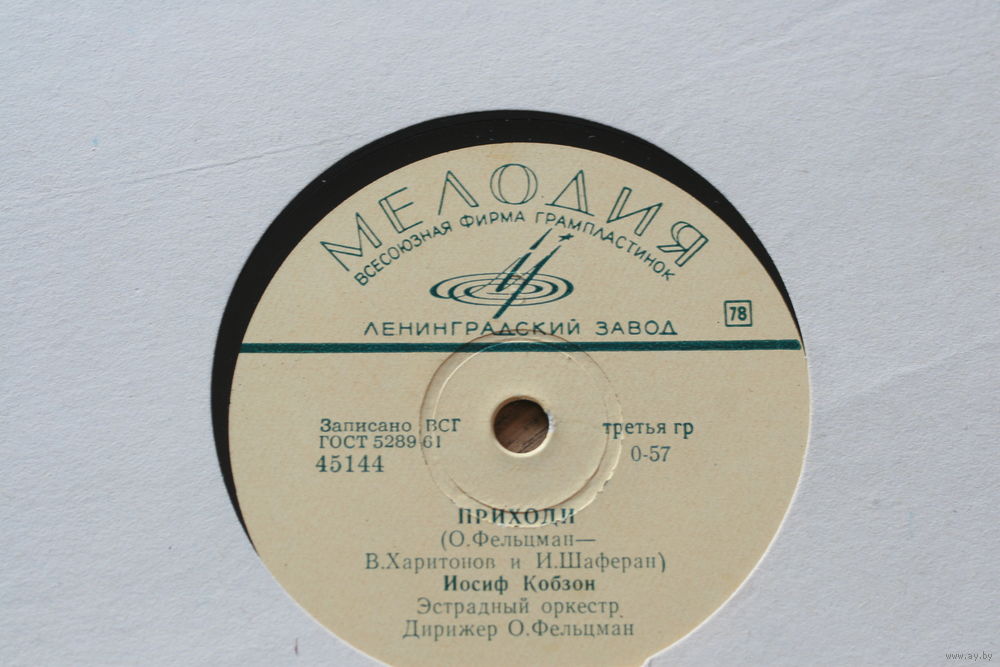 МЕЛОДИЯ
ВСЕСОЮЗНАЯ ФИРМА ГРАМПЛАСТИНОК
ЛЕНИНГРАДСКИЙ ЗАВОД
78
Записано ВСГ
ГОСТ 5289-61
45144
третья гр
0-57
ПРИХОДИ
(О.Фельцман—
В.Харитонов и И.Шаферан)
Иосиф Кобзон
Эстрадный оркестр
Дирижер О.Фельцман
www.ay.by